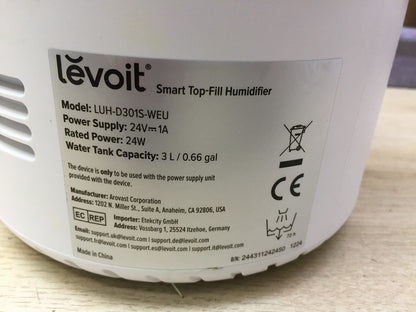 levoit® Smart Top-Fill Humidifier
Model: LUH-D301S-WEU
Power Supply: 24V⎓1A
Rated Power: 24W
Water Tank Capacity: 3 L / 0.66 gal
The device is only to be used with the power supply unit
provided with the device.
Manufacturer: Arovast Corporation
Address: 1202 N. Miller St., Suite A, Anaheim, CA 92806, USA
EC REP
Importer: Etekcity GmbH
Address: Vossbarg 1, 25524 Itzehoe, Germany
Email: support.uk@levoit.com | support.de@levoit.com
support.fr@levoit.com | support.es@levoit.com | support.it@levoit.com
Made in China
CE
72 h
B/N: 244311242450 1024